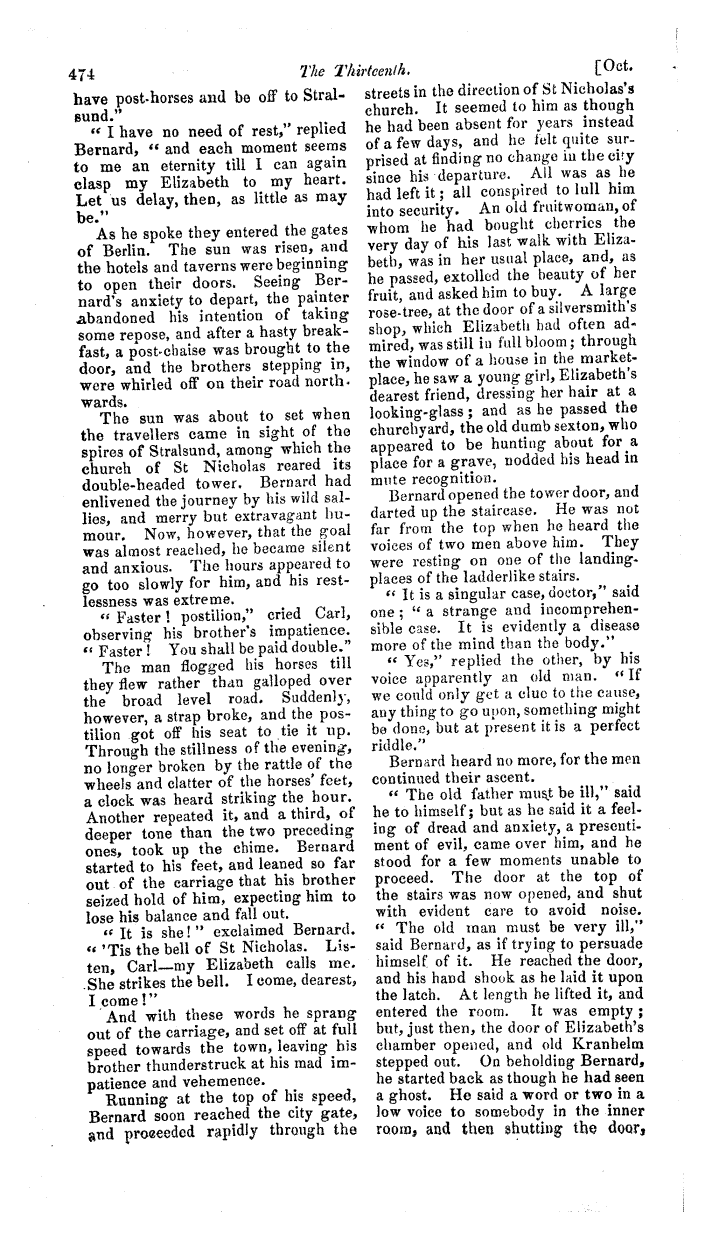 474
The Thirteenth.
[Oct.
have post-horses and be off to Stral-
sund."
" I have no need of rest," replied
Bernard, " and each moment seems
to me an eternity till I can again
clasp my Elizabeth to my heart.
Let us delay, then, as little as may
be."
As he spoke they entered the gates
of Berlin. The sun was risen, and
the hotels and taverns were beginning
to open their doors. Seeing Ber-
nard's anxiety to depart, the painter
abandoned his intention of taking
some repose, and after a hasty break-
fast, a post-chaise was brought to the
door, and the brothers stepping in,
were whirled off on their road north-
wards.
The sun was about to set when
the travellers came in sight of the
spires of Stralsund, among which the
church of St Nicholas reared its
double-headed tower. Bernard had
enlivened the journey by his wild sal-
lies, and merry but extravagant hu-
mour. Now, however, that the goal
was almost reached, he became silent
and anxious. The hours appeared to
go too slowly for him, and his rest-
lessness was extreme.
" Faster ! postilion," cried Carl,
observing his brother's impatience.
" Faster ! You shall be paid double."
The man flogged his horses till
they flew rather than galloped over
the broad level road. Suddenly,
however, a strap broke, and the pos-
tilion got off his seat to tie it up.
Through the stillness of the evening,
no longer broken by the rattle of the
wheels and clatter of the horses' feet,
a clock was heard striking the hour.
Another repeated it, and a third, of
deeper tone than the two preceding
ones, took up the chime. Bernard
started to his feet, and leaned so far
out of the carriage that his brother
seized hold of him, expecting him to
lose his balance and fall out.
" It is she ! " exclaimed Bernard.
" 'Tis the bell of St Nicholas. Lis-
ten, Carl—my Elizabeth calls me.
She strikes the bell. I come, dearest,
I come !"
And with these words he sprang
out of the carriage, and set off at full
speed towards the town, leaving his
brother thunderstruck at his mad im-
patience and vehemence.
Running at the top of his speed,
Bernard soon reached the city gate,
and proceeded rapidly through the
streets in the direction of St Nicholas's
church. It seemed to him as though
he had been absent for years instead
of a few days, and he felt quite sur-
prised at finding no change in the city
since his departure. All was as he
had left it ; all conspired to lull him
into security. An old fruitwoman, of
whom he had bought cherries the
very day of his last walk with Eliza-
beth, was in her usual place, and, as
he passed, extolled the beauty of her
fruit, and asked him to buy. A large
rose-tree, at the door of a silversmith's
shop, which Elizabeth had often ad-
mired, was still in full bloom ; through
the window of a house in the market-
place, he saw a young girl, Elizabeth's
dearest friend, dressing her hair at a
looking-glass ; and as he passed the
churchyard, the old dumb sexton, who
appeared to be hunting about for a
place for a grave, nodded his head in
mute recognition.
Bernard opened the tower door, and
darted up the staircase. He was not
far from the top when he heard the
voices of two men above him. They
were resting on one of the landing-
places of the ladderlike stairs.
" It is a singular case, doctor," said
one ; " a strange and incomprehen-
sible case. It is evidently a disease
more of the mind than the body."
" Yes," replied the other, by his
voice apparently an old man. " If
we could only get a clue to the cause,
any thing to go upon, something might
be done, but at present it is a perfect
riddle."
Bernard heard no more, for the men
continued their ascent.
" The old father must be ill," said
he to himself ; but as he said it a feel-
ing of dread and anxiety, a presenti-
ment of evil, came over him, and he
stood for a few moments unable to
proceed. The door at the top of
the stairs was now opened, and shut
with evident care to avoid noise.
" The old man must be very ill,"
said Bernard, as if trying to persuade
himself of it. He reached the door,
and his hand shook as he laid it upon
the latch. At length he lifted it, and
entered the room. It was empty ;
but, just then, the door of Elizabeth's
chamber opened, and old Kranhelm
stepped out. On beholding Bernard,
he started back as though he had seen
a ghost. He said a word or two in a
low voice to somebody in the inner
room, and then shutting the door,